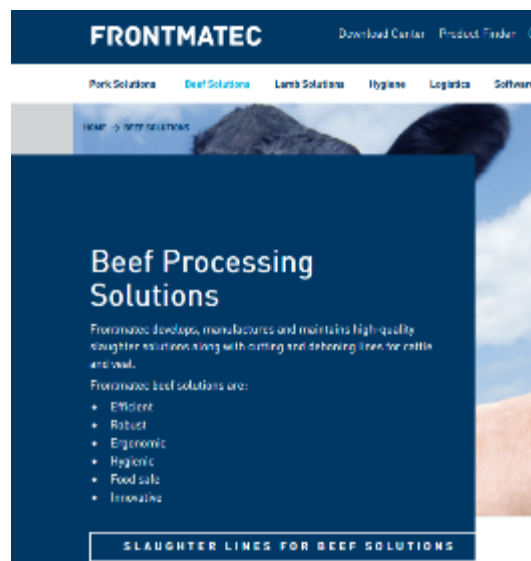 FRONTMATEC
Download Center Product Finder
Pork Solutions Beef Solutions Lamb Solutions Hygiene Logistics Software
HOME → BEEF SOLUTIONS
Beef Processing
Solutions
Frontmatec develops, manufactures and maintains high-quality
slaughter solutions along with cutting and deboning lines for cattle
and veal.
Frontmatec beef solutions are:
• Efficient
• Robust
• Ergonomic
• Hygienic
• Food safe
• Innovative
SLAUGHTER LINES FOR BEEF SOLUTIONS